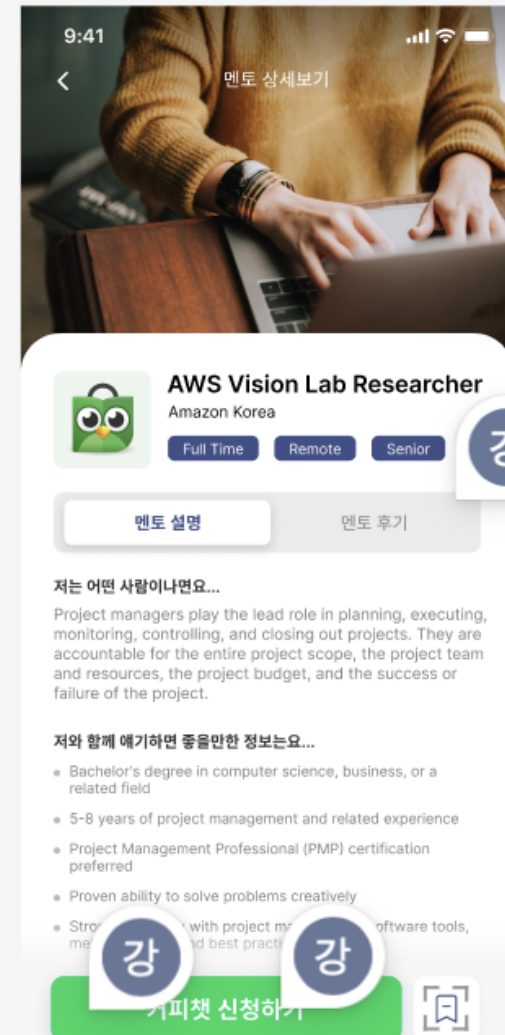 9:41
멘토 상세보기
AWS Vision Lab Researcher
Amazon Korea
Full Time Remote Senior
강
멘토 설명 멘토 후기
저는 어떤 사람이냐면요...
Project managers play the lead role in planning, executing,
monitoring, controlling, and closing out projects. They are
accountable for the entire project scope, the project team
and resources, the project budget, and the success or
failure of the project.
저와 함께 얘기하면 좋을만한 정보는요...
Bachelor's degree in computer science, business, or a
related field
5-8 years of project management and related experience
Project Management Professional (PMP) certification
preferred
Proven ability to solve problems creatively
with project tools,
best
강 강
커피챗 신청하기